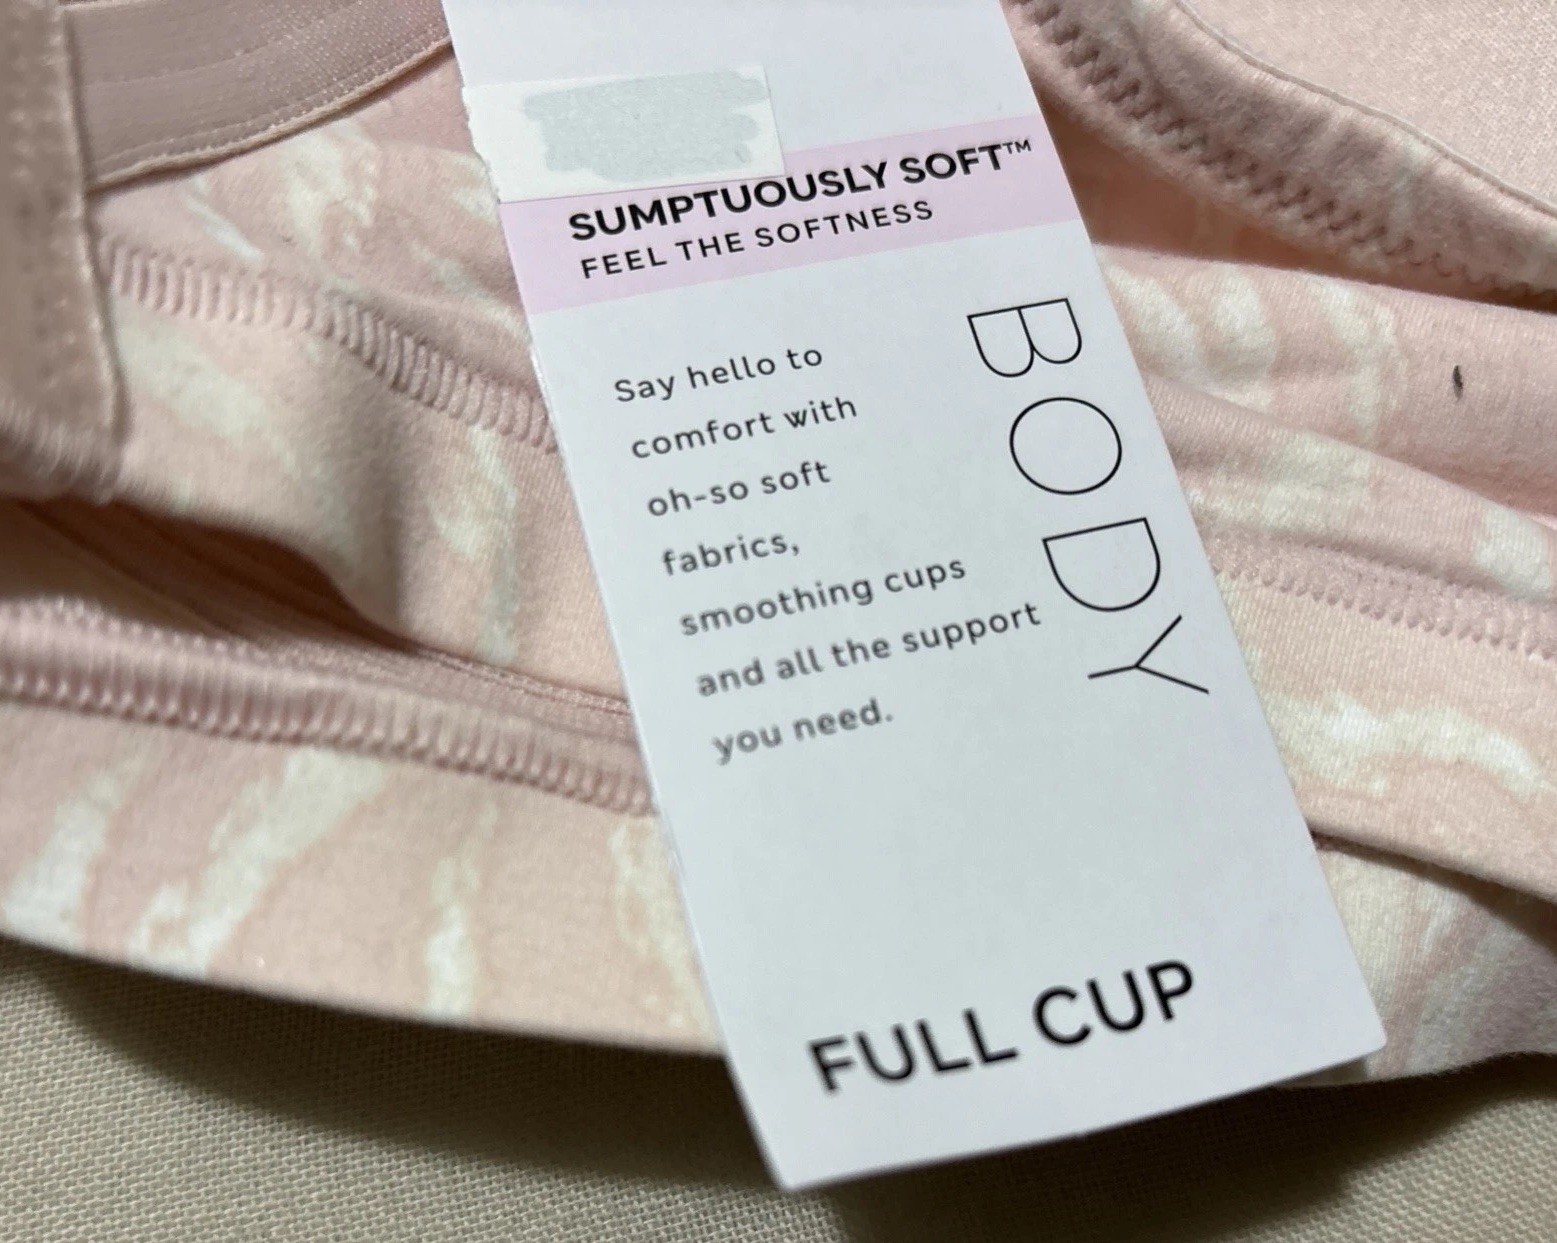 SUMPTUOUSLY SOFT™
FEEL THE SOFTNESS
Say hello to
comfort with
oh-so soft
fabrics,
smoothing cups
and all the support
you need.
BODY
FULL CUP